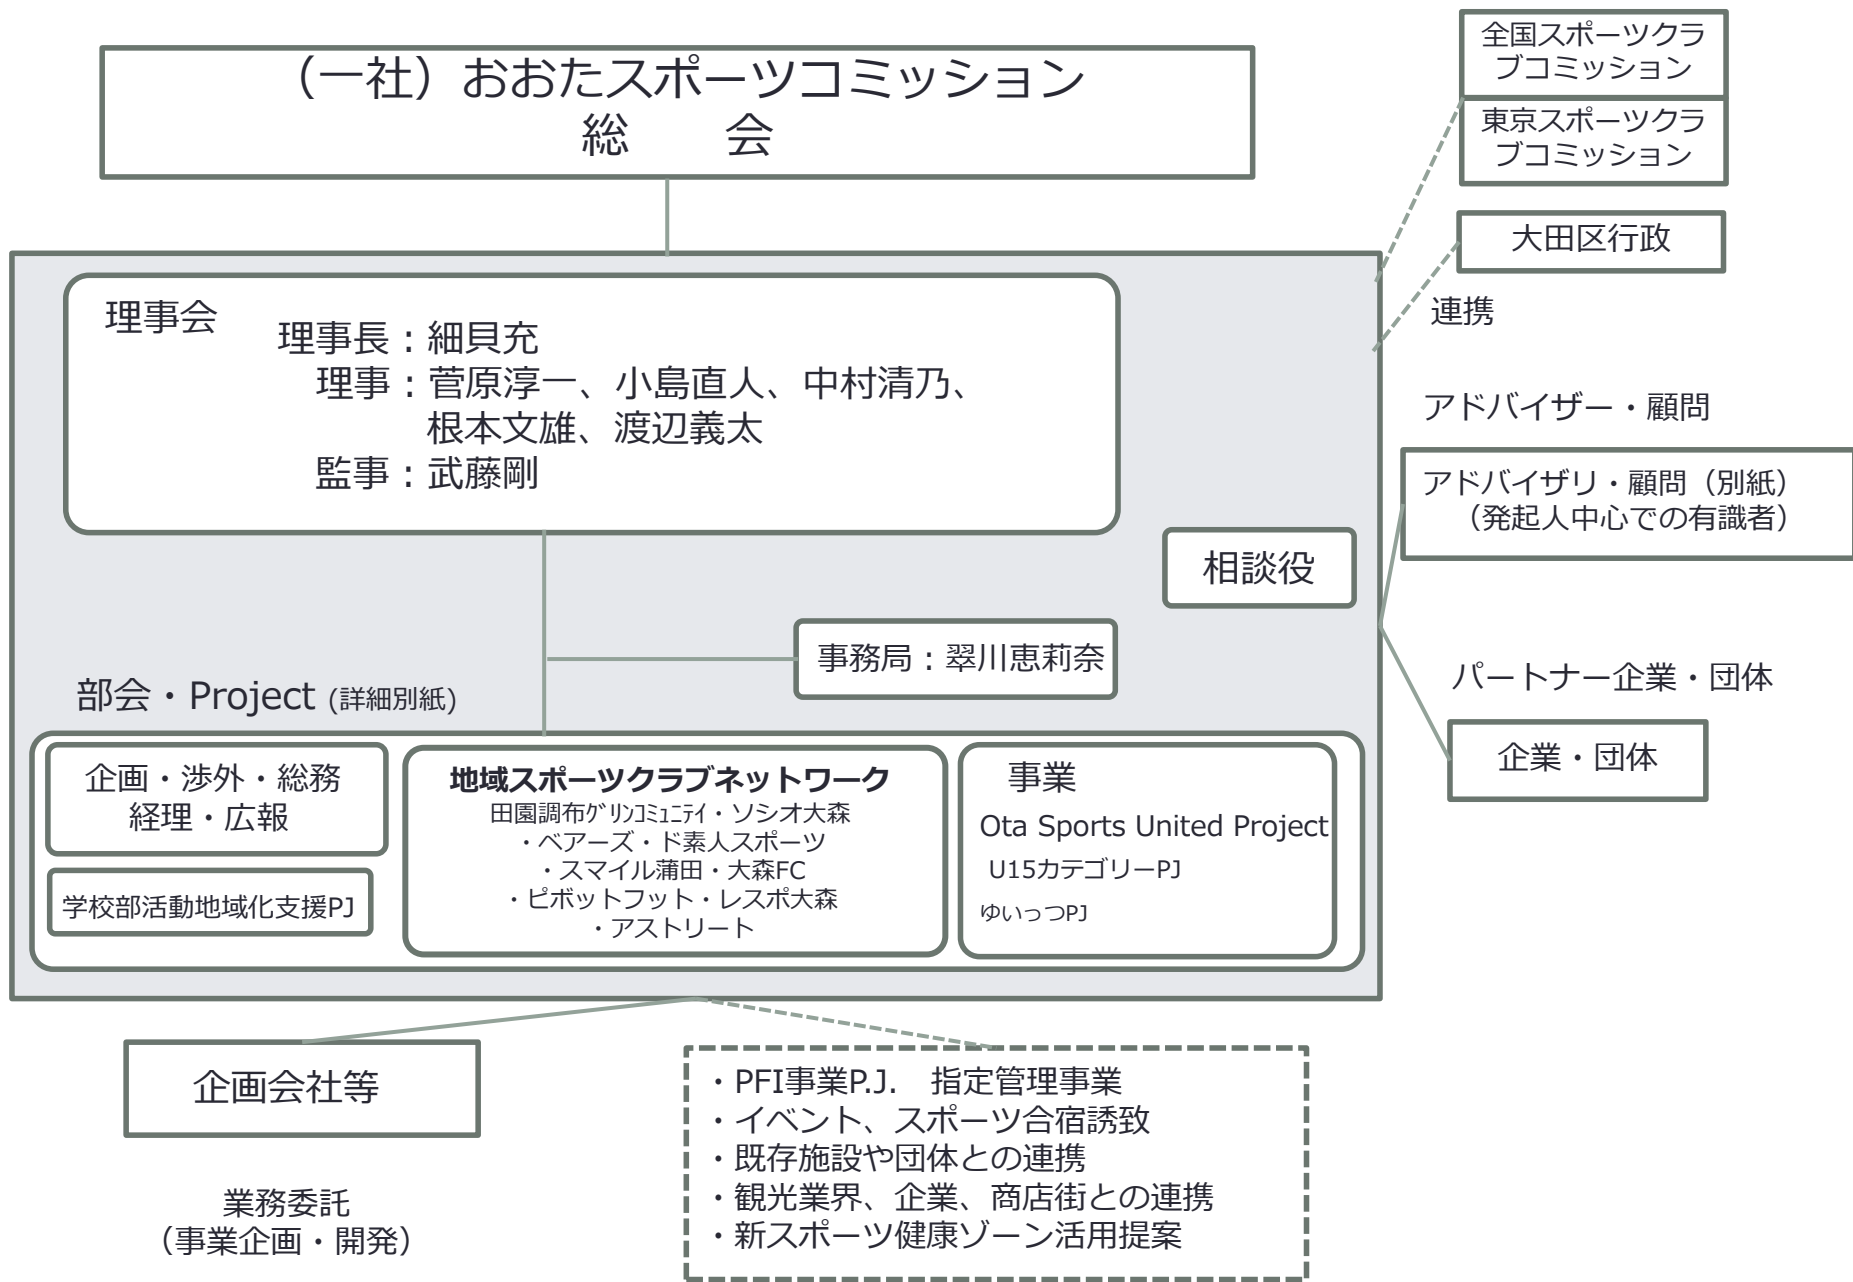 （一社）おおたスポーツコミッション
総　　会
全国スポーツクラ
ブコミッション
東京スポーツクラ
ブコミッション
大田区行政
連携
理事会
理事長：細貝充
理事：菅原淳一、小島直人、中村清乃、
根本文雄、渡辺義太
監事：武藤剛
アドバイザー・顧問
アドバイザリ・顧問（別紙）
（発起人中心での有識者）
相談役
事務局：翠川恵莉奈
パートナー企業・団体
企業・団体
部会・Project (詳細別紙)
企画・渉外・総務
経理・広報
学校部活動地域化支援PJ
地域スポーツクラブネットワーク
田園調布ｸﾞﾘﾝｺﾐｭﾆﾃｲ・ソシオ大森
・ベアーズ・ド素人スポーツ
・スマイル蒲田・大森FC
・ピボットフット・レスポ大森
・アストリート
事業
Ota Sports United Project
U15カテゴリーPJ
ゆいっつPJ
企画会社等
業務委託
（事業企画・開発）
・PFI事業P.J.　指定管理事業
・イベント、スポーツ合宿誘致
・既存施設や団体との連携
・観光業界、企業、商店街との連携
・新スポーツ健康ゾーン活用提案